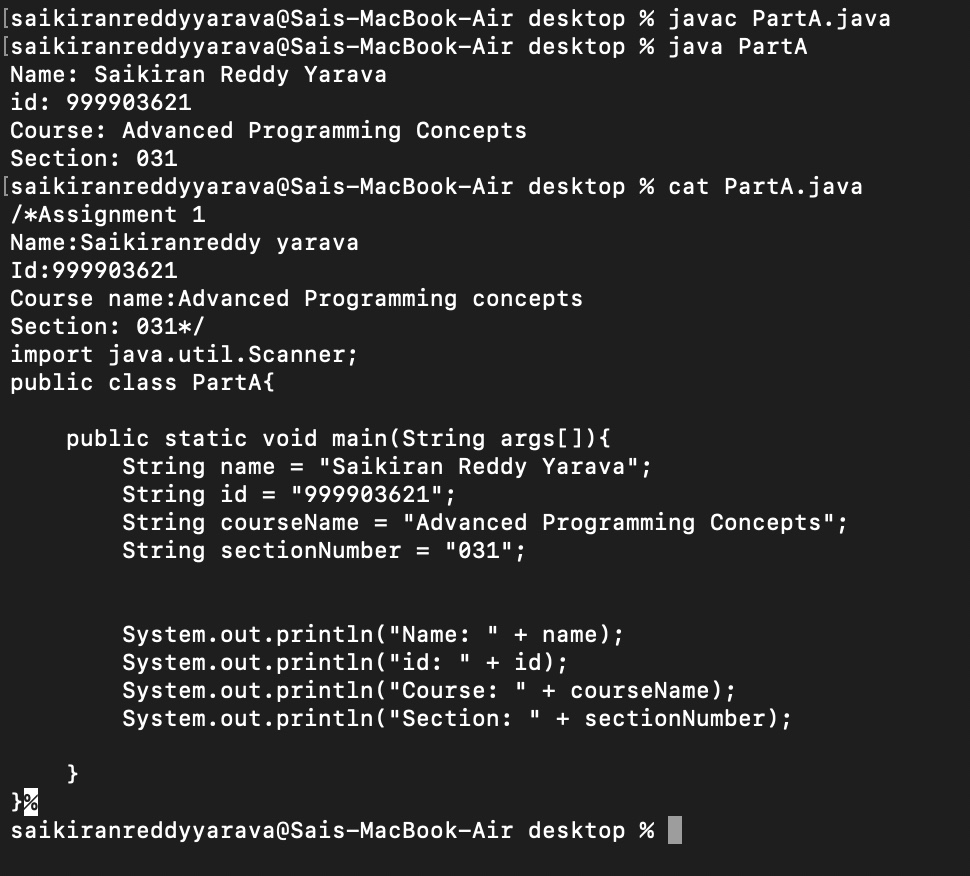 [saikiranreddyyarava@Sais-MacBook-Air desktop % javac PartA.java
[saikiranreddyyarava@Sais-MacBook-Air desktop % java PartA
Name: Saikiran Reddy Yarava
id: 999903621
Course: Advanced Programming Concepts
Section: 031
[saikiranreddyyarava@Sais-MacBook-Air desktop % cat PartA.java
/*Assignment 1
Name:Saikiranreddy yarava
Id:999903621
Course name:Advanced Programming concepts
Section: 031*/
import java.util.Scanner;
public class PartA{
    public static void main(String args[]){
        String name = "Saikiran Reddy Yarava";
        String id = "999903621";
        String courseName = "Advanced Programming Concepts";
        String sectionNumber = "031";
        System.out.println("Name: " + name);
        System.out.println("id: " + id);
        System.out.println("Course: " + courseName);
        System.out.println("Section: " + sectionNumber);
    }
}%
saikiranreddyyarava@Sais-MacBook-Air desktop %